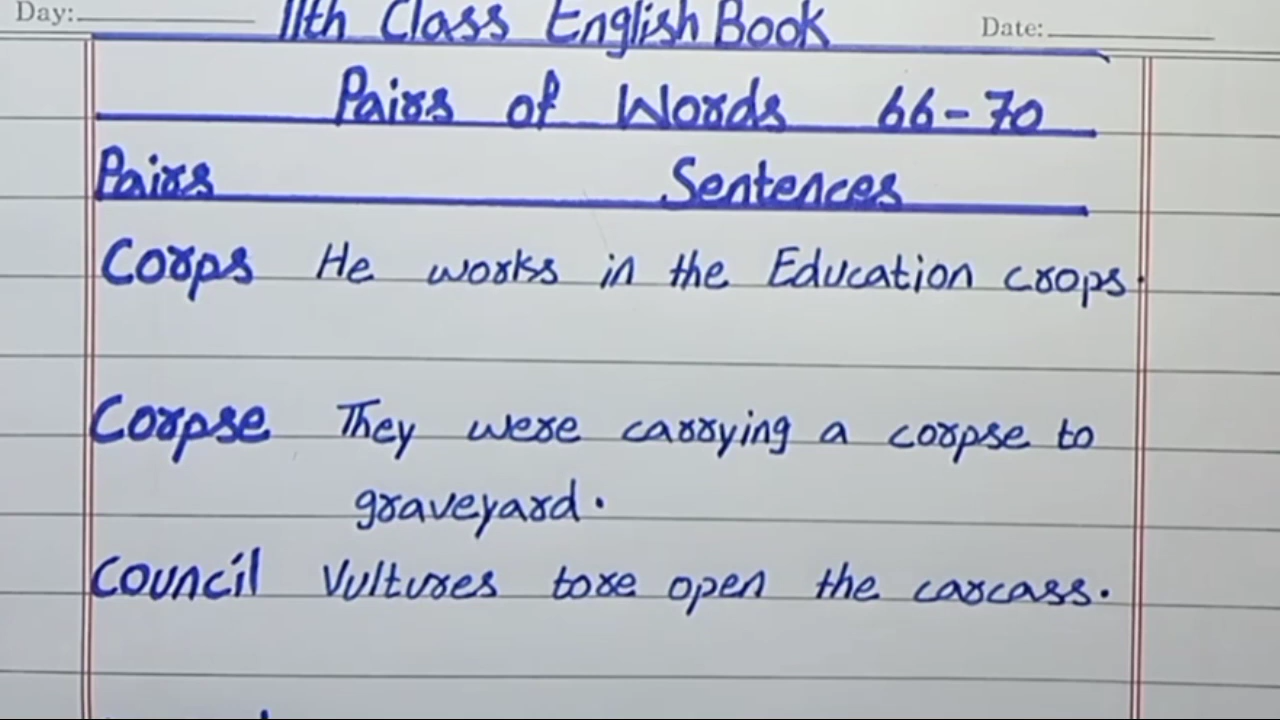 Day:
11th Class English Book
Date:
Pairs of Words 66-70
Pairs Sentences
Corps He works in the Education crops.
Corpse They were carrying a corpse to
graveyard.
Council Vultures tore open the carcass.